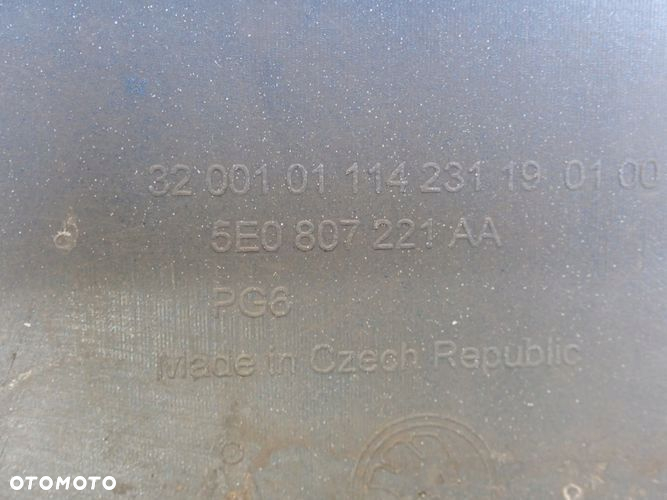 32 001 01 114 231 19 01 00
5E0 807 221 AA
PG6
Made in Czech Republic
OTOMOTO